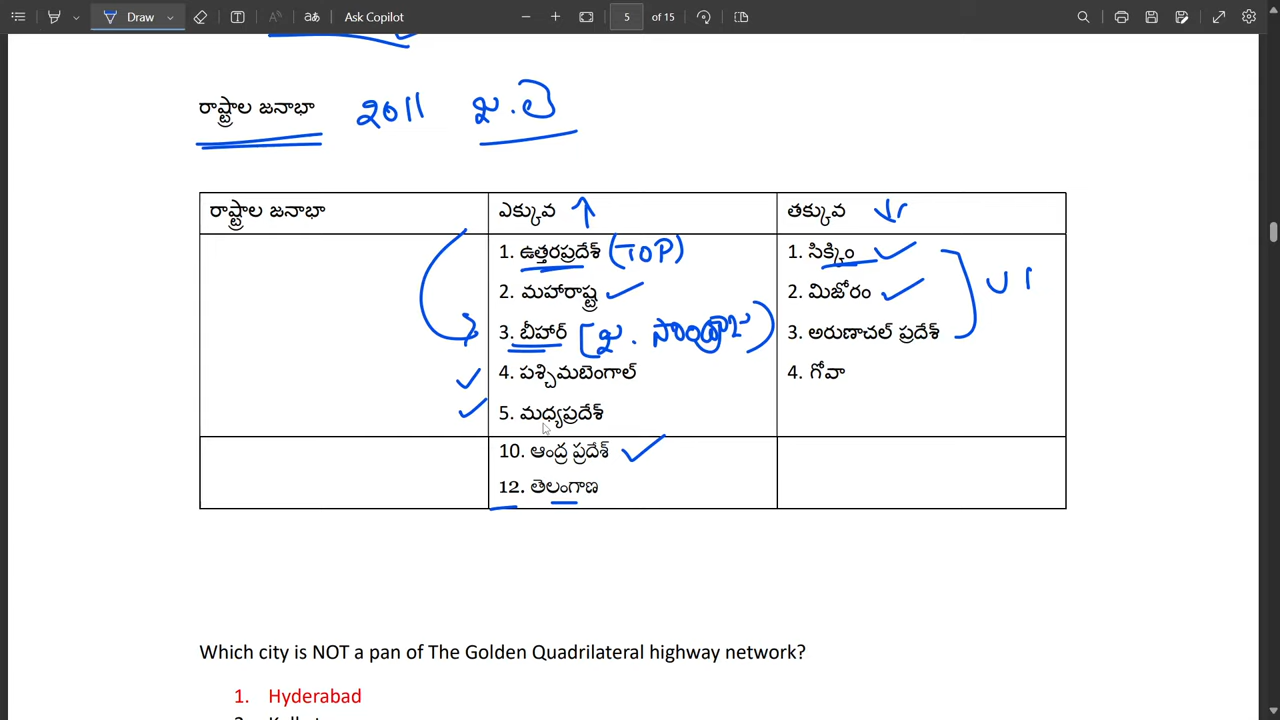 Draw
Ask Copilot
5 of 15
రాష్ట్రాల జనాభా 2011 జ.లె
రాష్ట్రాల జనాభా ఎక్కువ తక్కువ
1. ఉత్తరప్రదేశ్ (TOP) 1. సిక్కిం
2. మహారాష్ట్ర 2. మిజోరం
3. బీహార్ 3. అరుణాచల్ ప్రదేశ్
4. పశ్చిమటెంగాల్ 4. గోవా
5. మధ్యప్రదేశ్
10. ఆంద్ర ప్రదేశ్
12. తెలంగాణ
Which city is NOT a pan of The Golden Quadrilateral highway network?
1. Hyderabad